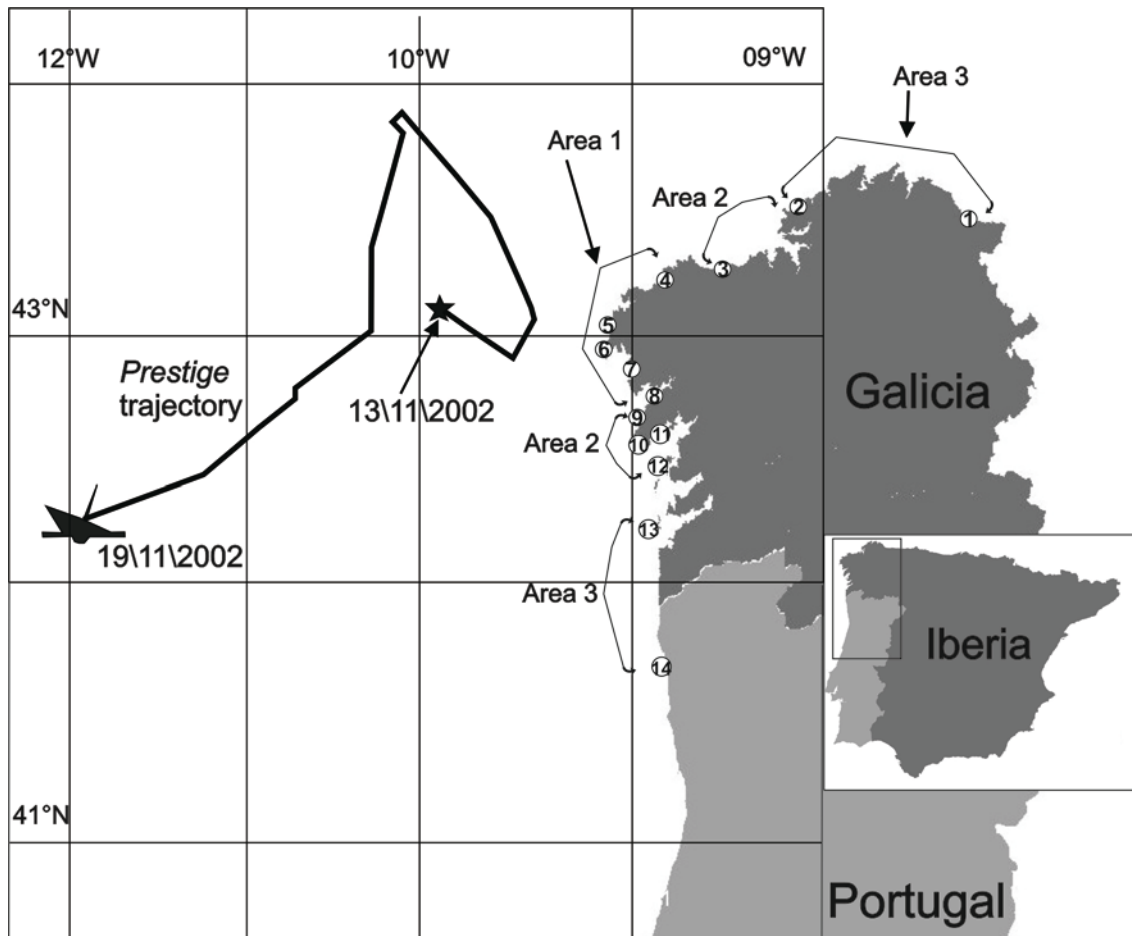 12°W
10°W
09°W
Area 3
Area 1
Area 2
2
1
3
4
43°N
5
6
Prestige
trajectory
13\11\2002
7
8
Galicia
9
11
Area 2
10
12
13
19\11\2002
Area 3
Iberia
14
41°N
Portugal